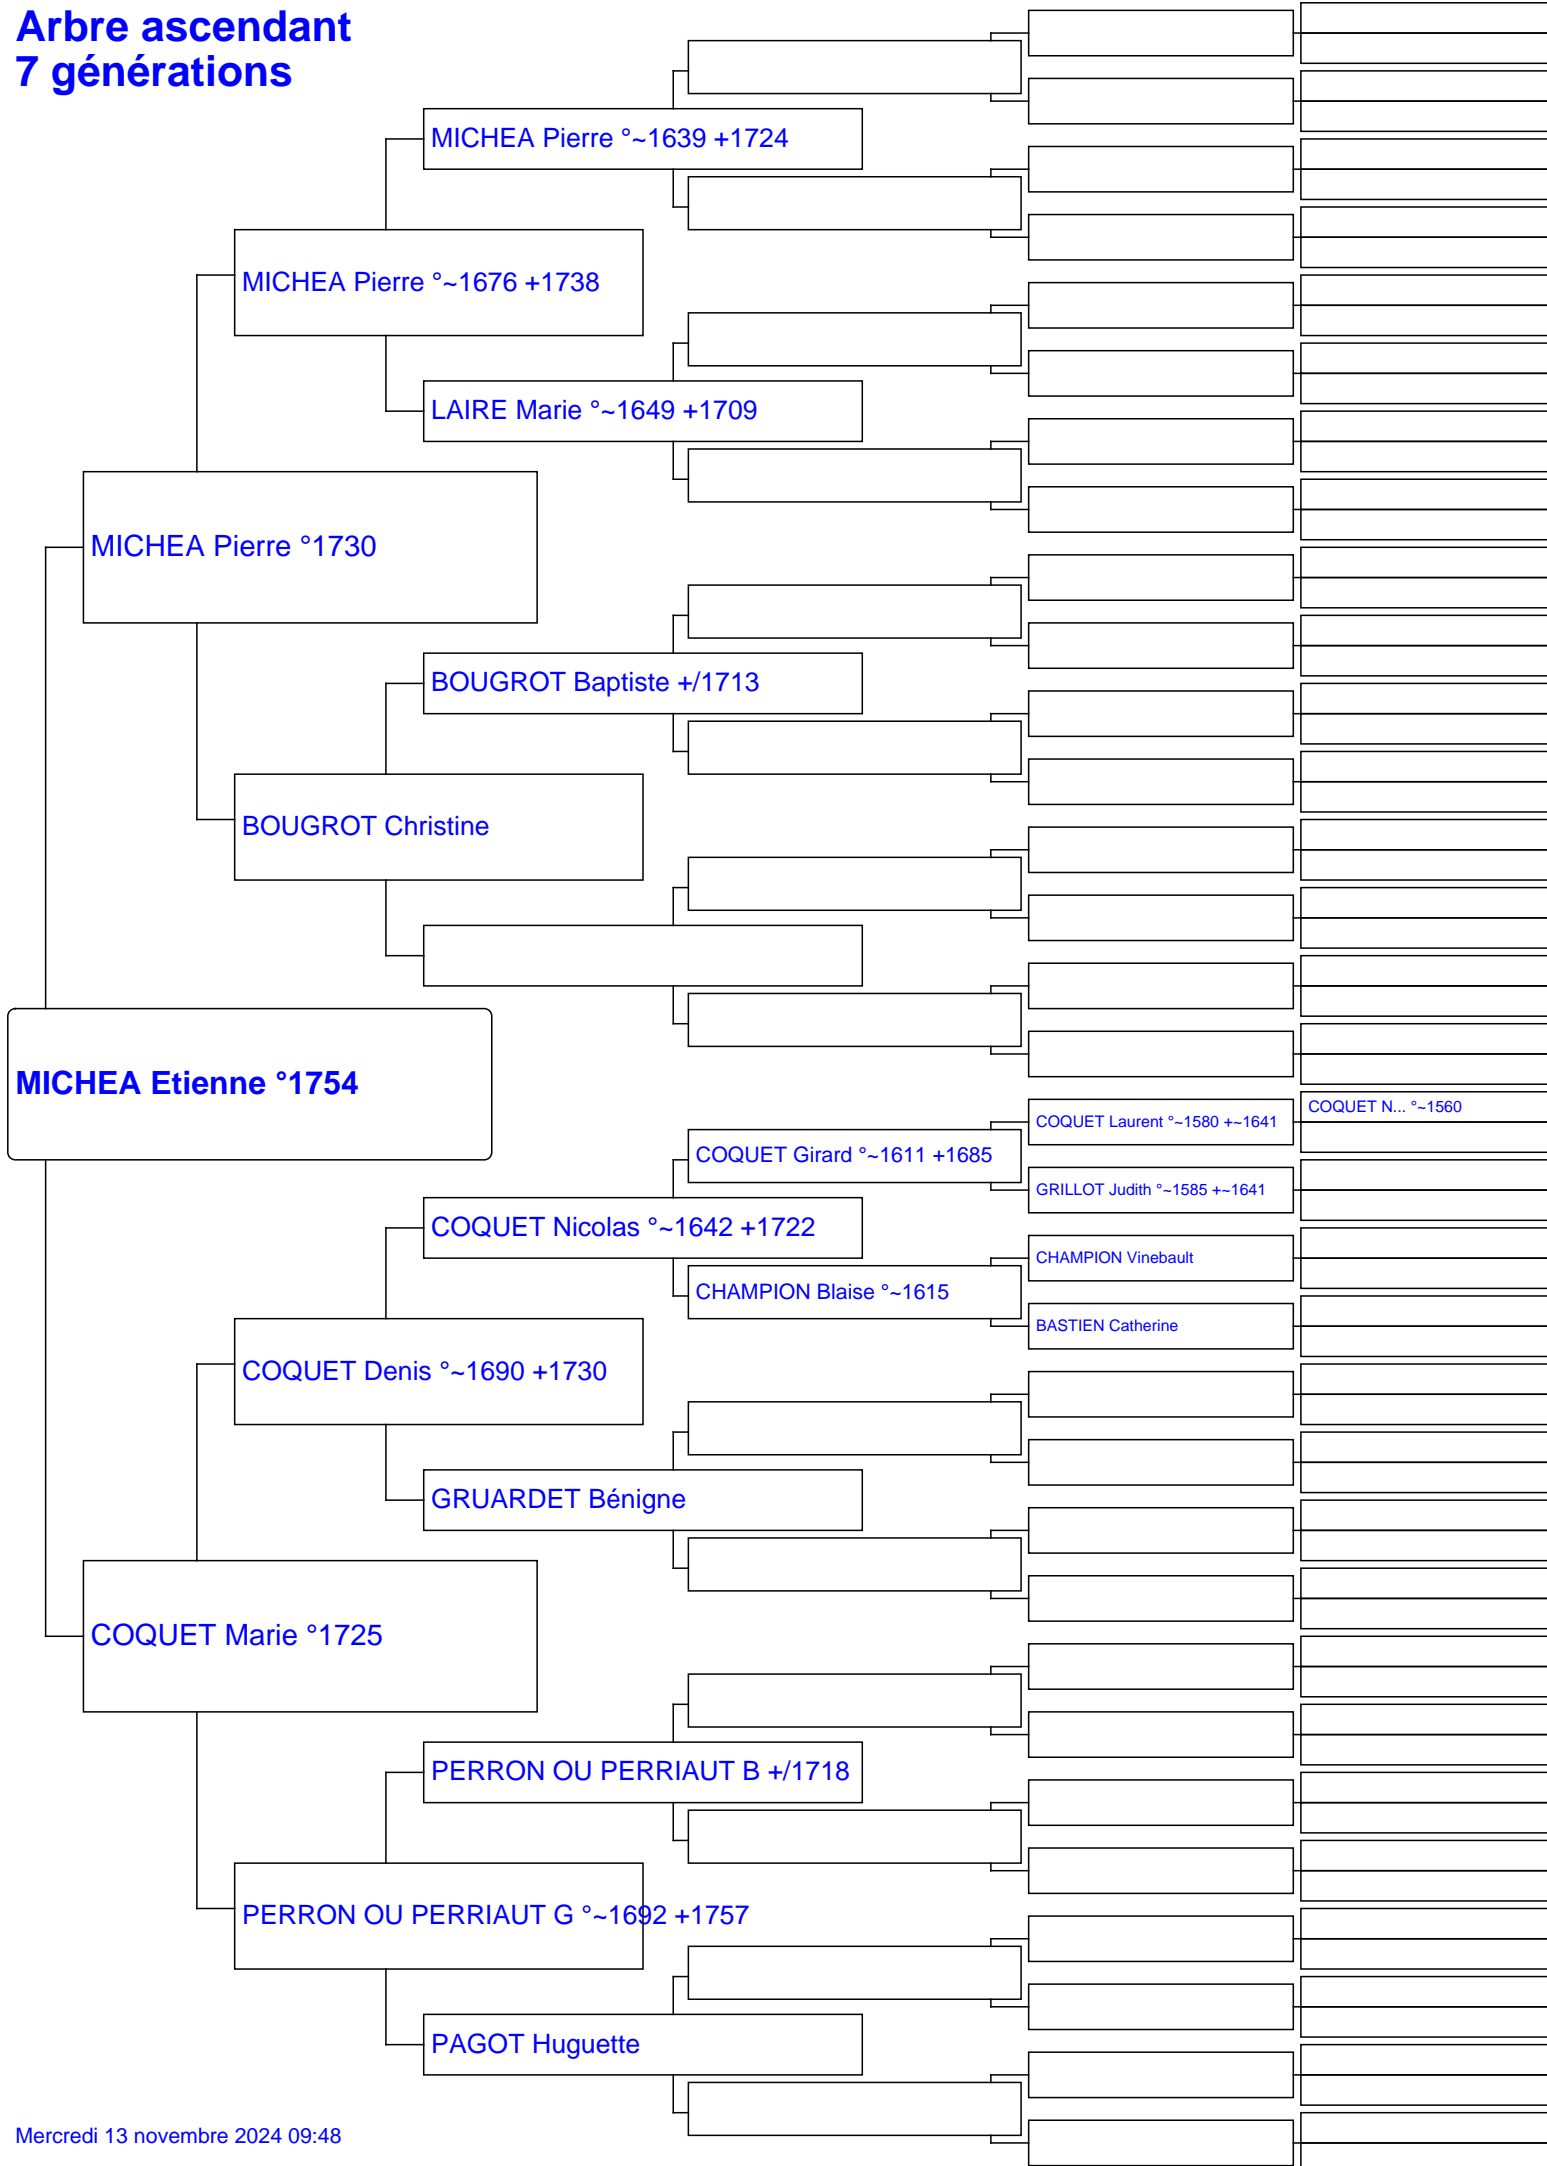 Arbre ascendant
7 générations
MICHEA Pierre °~1639 +1724
MICHEA Pierre °~1676 +1738
LAIRE Marie °~1649 +1709
MICHEA Pierre °1730
BOUGROT Baptiste +/1713
BOUGROT Christine
MICHEA Etienne °1754
COQUET N... °~1560
COQUET Laurent °~1580 +~1641
COQUET Girard °~1611 +1685
GRILLOT Judith °~1585 +~1641
COQUET Nicolas °~1642 +1722
CHAMPION Vinebault
CHAMPION Blaise °~1615
BASTIEN Catherine
COQUET Denis °~1690 +1730
GRUARDET Bénigne
COQUET Marie °1725
PERRON OU PERRIAUT B +/1718
PERRON OU PERRIAUT G °~1692 +1757
PAGOT Huguette
Mercredi 13 novembre 2024 09:48